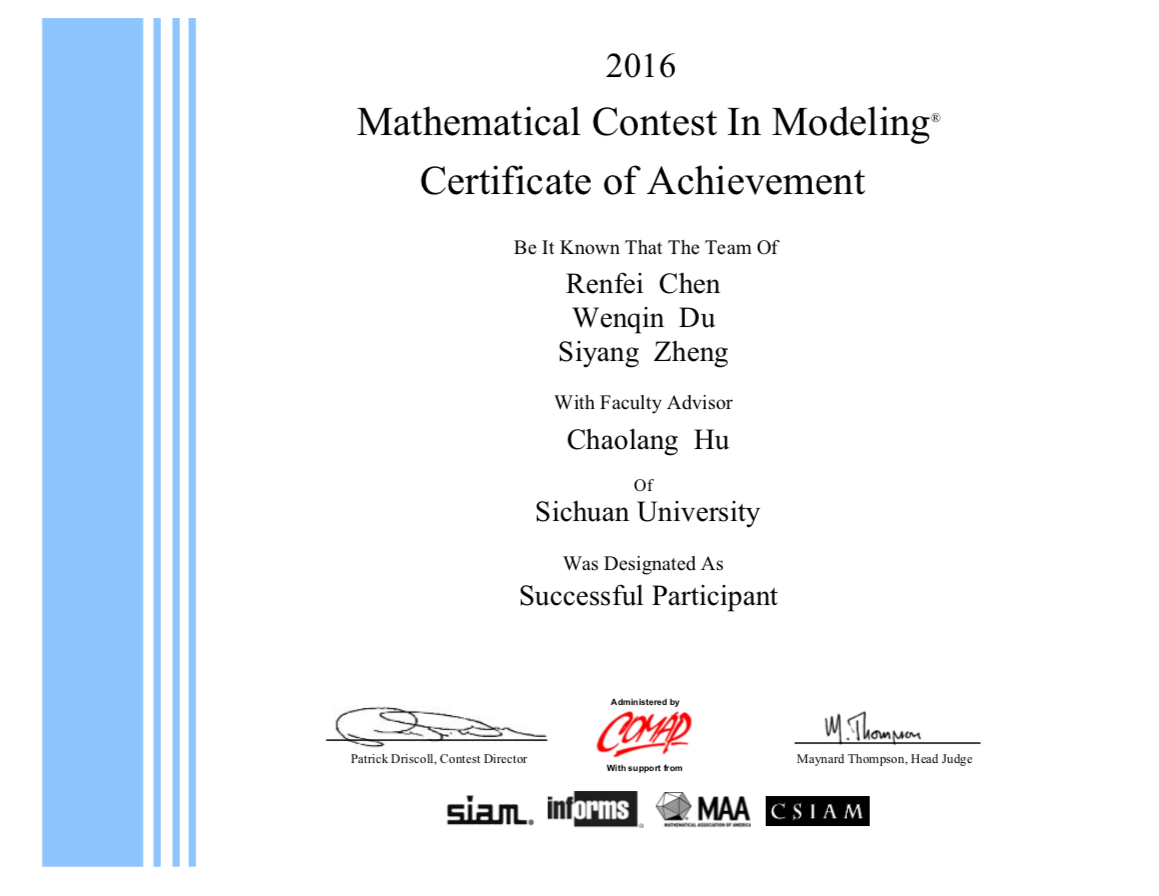 2016
Mathematical Contest In Modeling®
Certificate of Achievement
Be It Known That The Team Of
Renfei Chen
Wenqin Du
Siyang Zheng
With Faculty Advisor
Chaolang Hu
Of
Sichuan University
Was Designated As
Successful Participant
Administered by
COMAP
M. Thompson
Patrick Driscoll, Contest Director
With support from
Maynard Thompson, Head Judge
siam.
informs
MAA
MATHEMATICAL ASSOCIATION OF AMERICA
CSIAM